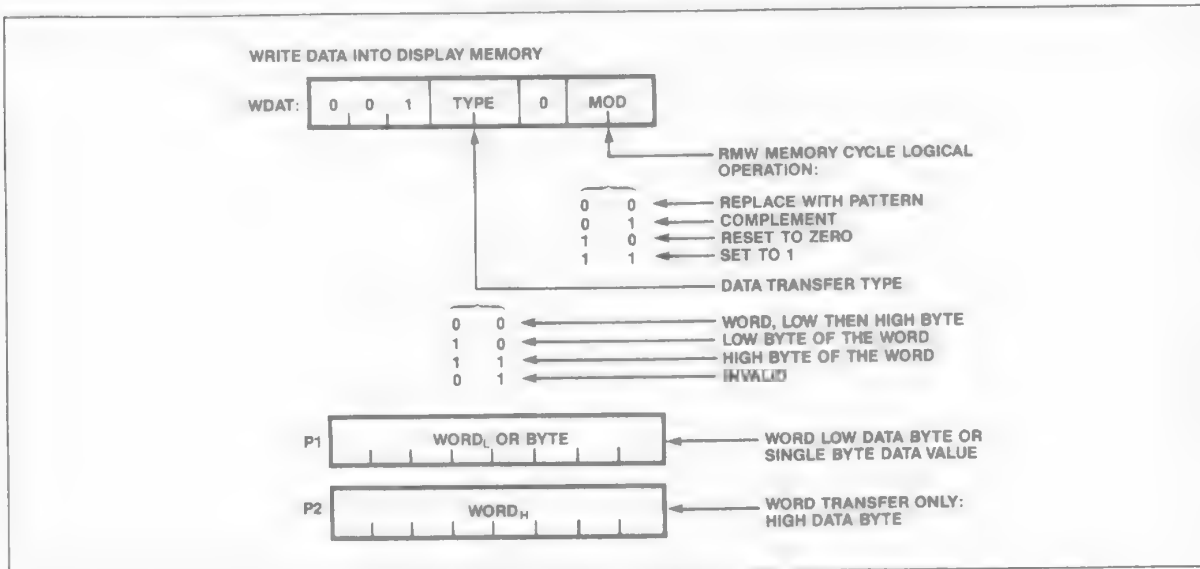 WRITE DATA INTO DISPLAY MEMORY
WDAT: 0 0 1 TYPE 0 MOD
RMW MEMORY CYCLE LOGICAL
OPERATION:
0 0 REPLACE WITH PATTERN
0 1 COMPLEMENT
1 0 RESET TO ZERO
1 1 SET TO 1
DATA TRANSFER TYPE
0 0 WORD, LOW THEN HIGH BYTE
1 0 LOW BYTE OF THE WORD
1 1 HIGH BYTE OF THE WORD
0 1 INVALID
P1 WORDL OR BYTE WORD LOW DATA BYTE OR
SINGLE BYTE DATA VALUE
P2 WORDH WORD TRANSFER ONLY:
HIGH DATA BYTE